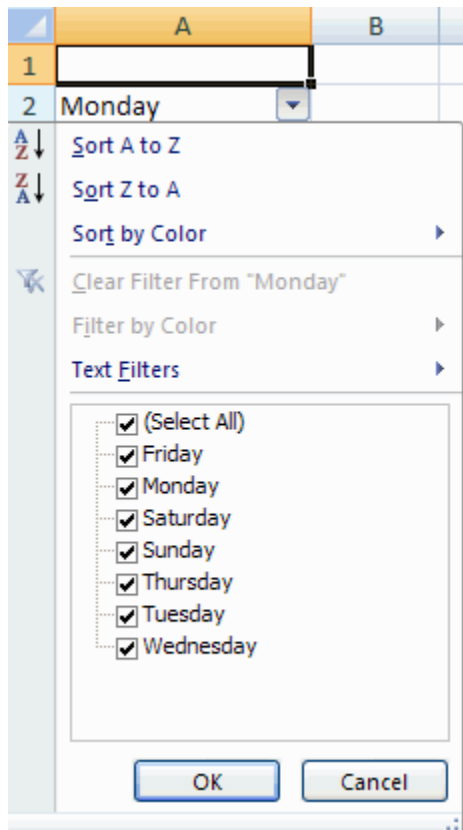 A B
1
2 Monday
Sort A to Z
Sort Z to A
Sort by Color
Clear Filter From "Monday"
Filter by Color
Text Filters
(Select All)
Friday
Monday
Saturday
Sunday
Thursday
Tuesday
Wednesday
OK Cancel